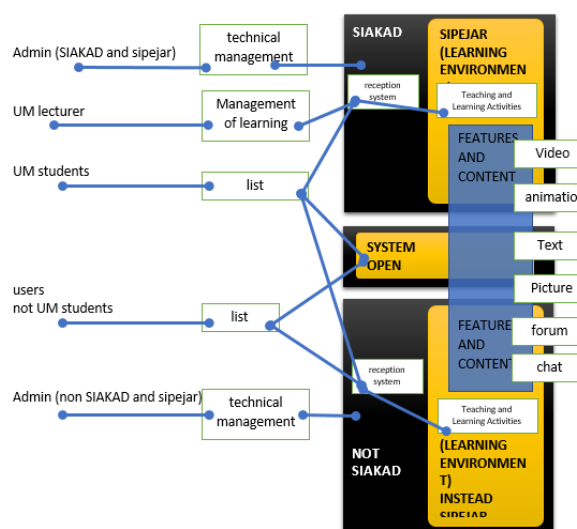 Admin (SIAKAD and sipejar)
technical
management
SIAKAD
SIPEJAR
(LEARNING
ENVIRONMEN
reception
system
Teaching and
Learning Activities
UM lecturer
Management
of learning
FEATURES
AND
CONTENT
Video
animatio
UM students
list
Text
SYSTEM
OPEN
Picture
users
not UM students
list
FEATURE
AND
CONTENT
forum
chat
reception
system
Admin (non SIAKAD and sipejar)
technical
management
Teaching and
Learning Activities
NOT
SIAKAD
(LEARNING
ENVIRONMEN
T)
INSTEAD
SIPEJAR